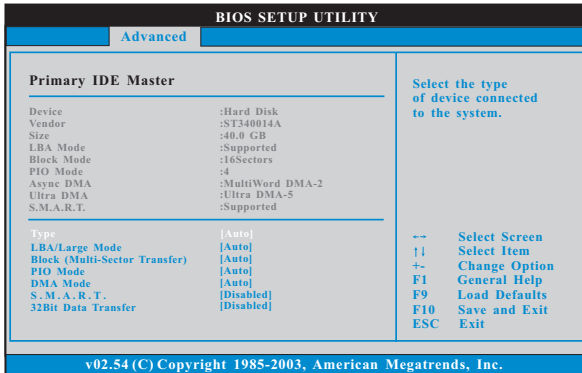 BIOS SETUP UTILITY
Advanced
Primary IDE Master
Device :Hard Disk
Vendor :ST340014A
Size :40.0 GB
LBA Mode :Supported
Block Mode :16Sectors
PIO Mode :4
Async DMA :MultiWord DMA-2
Ultra DMA :Ultra DMA-5
S.M.A.R.T. :Supported
Type [Auto]
LBA/Large Mode [Auto]
Block (Multi-Sector Transfer) [Auto]
PIO Mode [Auto]
DMA Mode [Auto]
S.M.A.R.T. [Disabled]
32Bit Data Transfer [Disabled]
Select the type
of device connected
to the system.
←→ Select Screen
↑↓ Select Item
+- Change Option
F1 General Help
F9 Load Defaults
F10 Save and Exit
ESC Exit
v02.54 (C) Copyright 1985-2003, American Megatrends, Inc.